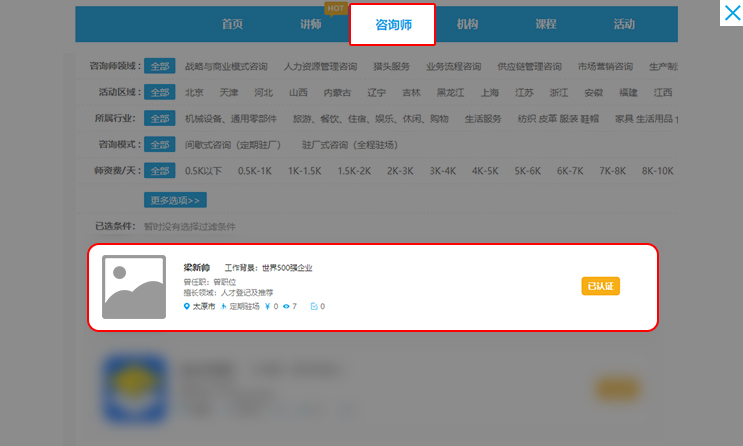 HOT
首页 讲师 咨询师 机构 课程 活动
咨询师领域： 全部 战略与商业模式咨询 人力资源管理咨询 猎头服务 业务流程咨询 供应链管理咨询 市场营销咨询 生产制
活动区域： 全部 北京 天津 河北 山西 内蒙古 辽宁 吉林 黑龙江 上海 江苏 浙江 安徽 福建 江西
所属行业： 全部 机械设备、通用零部件 旅游、餐饮、住宿、娱乐、休闲、购物 生活服务 纺织 皮革 服装 鞋帽 家具 生活用品
咨询模式： 全部 间歇式咨询（定期驻厂） 驻厂式咨询（全程驻场）
师资费/天： 全部 0.5K以下 0.5K-1K 1K-1.5K 1.5K-2K 2K-3K 3K-4K 4K-5K 5K-6K 6K-7K 7K-8K 8K-10K
更多选项>>
已选条件： 暂时没有选择过滤条件
梁新帅 工作背景：世界500强企业
曾任职：曾职位
擅长领域：人才登记及推荐
太原市 定期驻场 ¥ 0 7 0
已认证